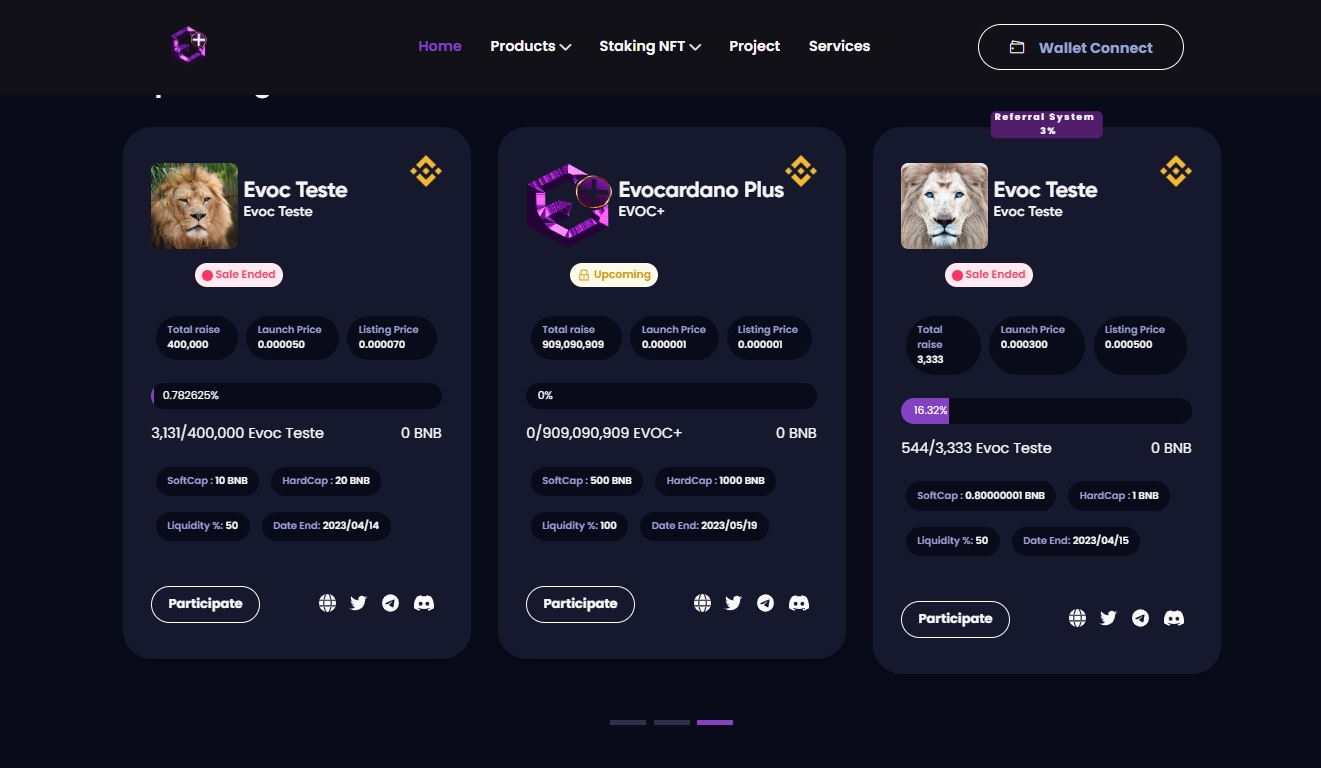 Home
Products
Staking NFT
Project
Services
Wallet Connect
Evoc Teste
Evoc Teste
Sale Ended
Total raise
400,000
Launch Price
0.000050
Listing Price
0.000070
0.782625%
3,131/400,000 Evoc Teste
0 BNB
SoftCap : 10 BNB
HardCap : 20 BNB
Liquidity %: 50
Date End: 2023/04/14
Participate
Evocardano Plus
EVOC+
Upcoming
Total raise
909,090,909
Launch Price
0.000001
Listing Price
0.000001
0%
0/909,090,909 EVOC+
0 BNB
SoftCap : 500 BNB
HardCap : 1000 BNB
Liquidity %: 100
Date End: 2023/05/19
Participate
Referral System
3%
Evoc Teste
Evoc Teste
Sale Ended
Total
raise
3,333
Launch Price
0.000300
Listing Price
0.000500
16.32%
544/3,333 Evoc Teste
0 BNB
SoftCap : 0.80000001 BNB
HardCap : 1 BNB
Liquidity %: 50
Date End: 2023/04/15
Participate